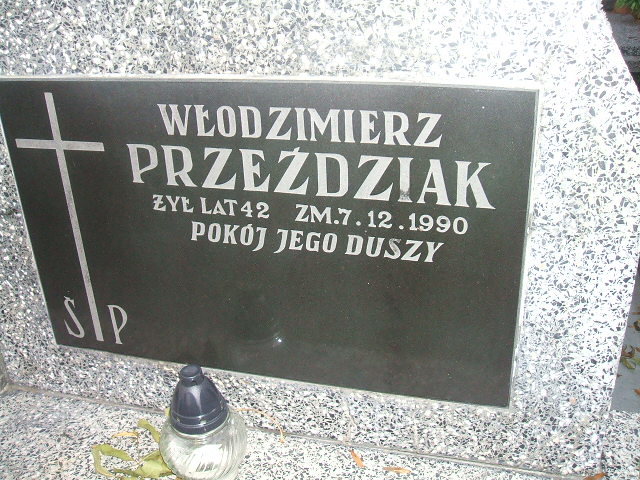 WŁODZIMIERZ
PRZEŹDZIAK
ŻYŁ LAT 42 ZM.7.12.1990
POKÓJ JEGO DUSZY
Ś P